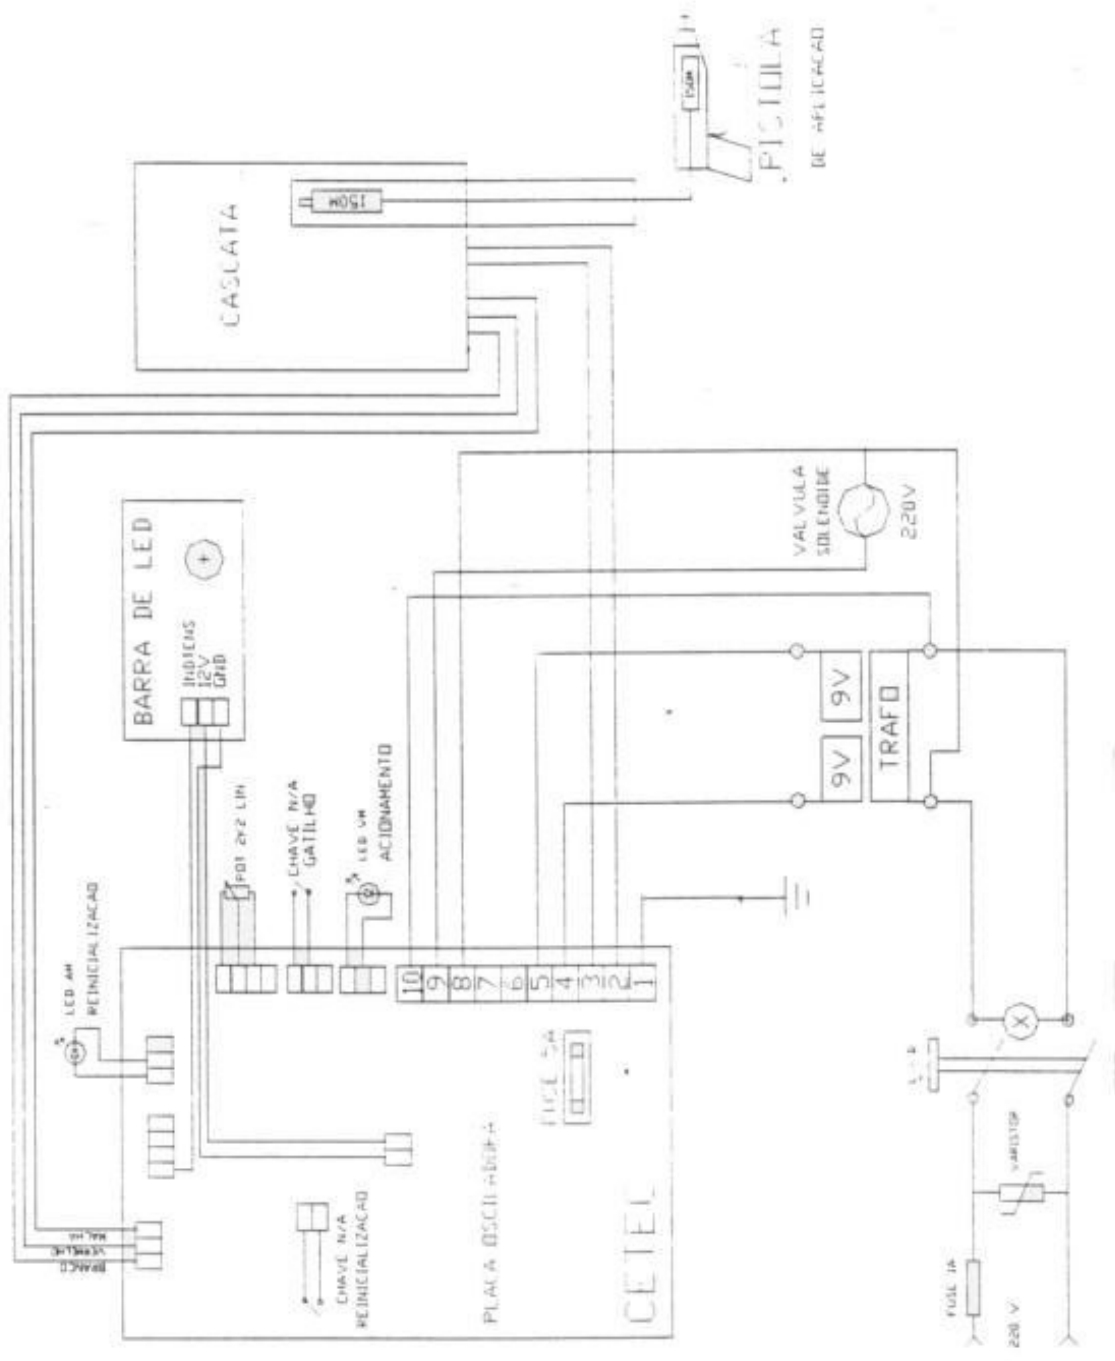 LED AM
REINICIALIZACAO
BRANCO
VERMELHO
MALHA
CHAVE N/A
REINICIALIZACAO
PLACA OSCILADORA
CETEL
FUSE 5A
10
9
8
7
6
5
4
3
2
1
POT 2K2 LIN
CHAVE N/A
GATILHO
LED VM
ACIONAMENTO
BARRA DE LED
INDTENS
12V
GND
+
CASCATA
150M
150M
PISTOLA
DE APLICACAO
VALVULA
SOLENOIDE
220V
9V
9V
TRAFO
X
VARISTOR
FUSE 1A
220 V